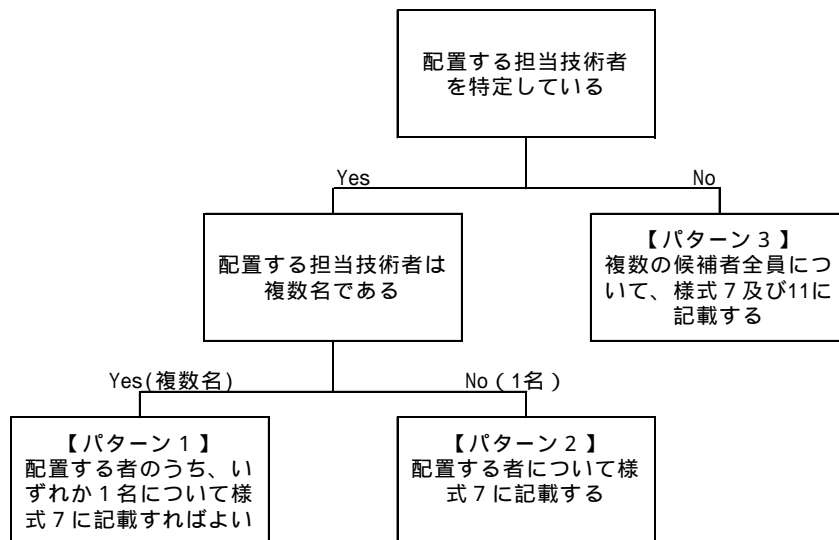 配置する担当技術者
を特定している
Yes
No
配置する担当技術者は
複数名である
【パターン３】
複数の候補者全員につ
いて、様式７及び11に
記載する
Yes(複数名)
No（1名）
【パターン１】
配置する者のうち、い
ずれか１名について様
式７に記載すればよい
【パターン２】
配置する者について様
式７に記載する